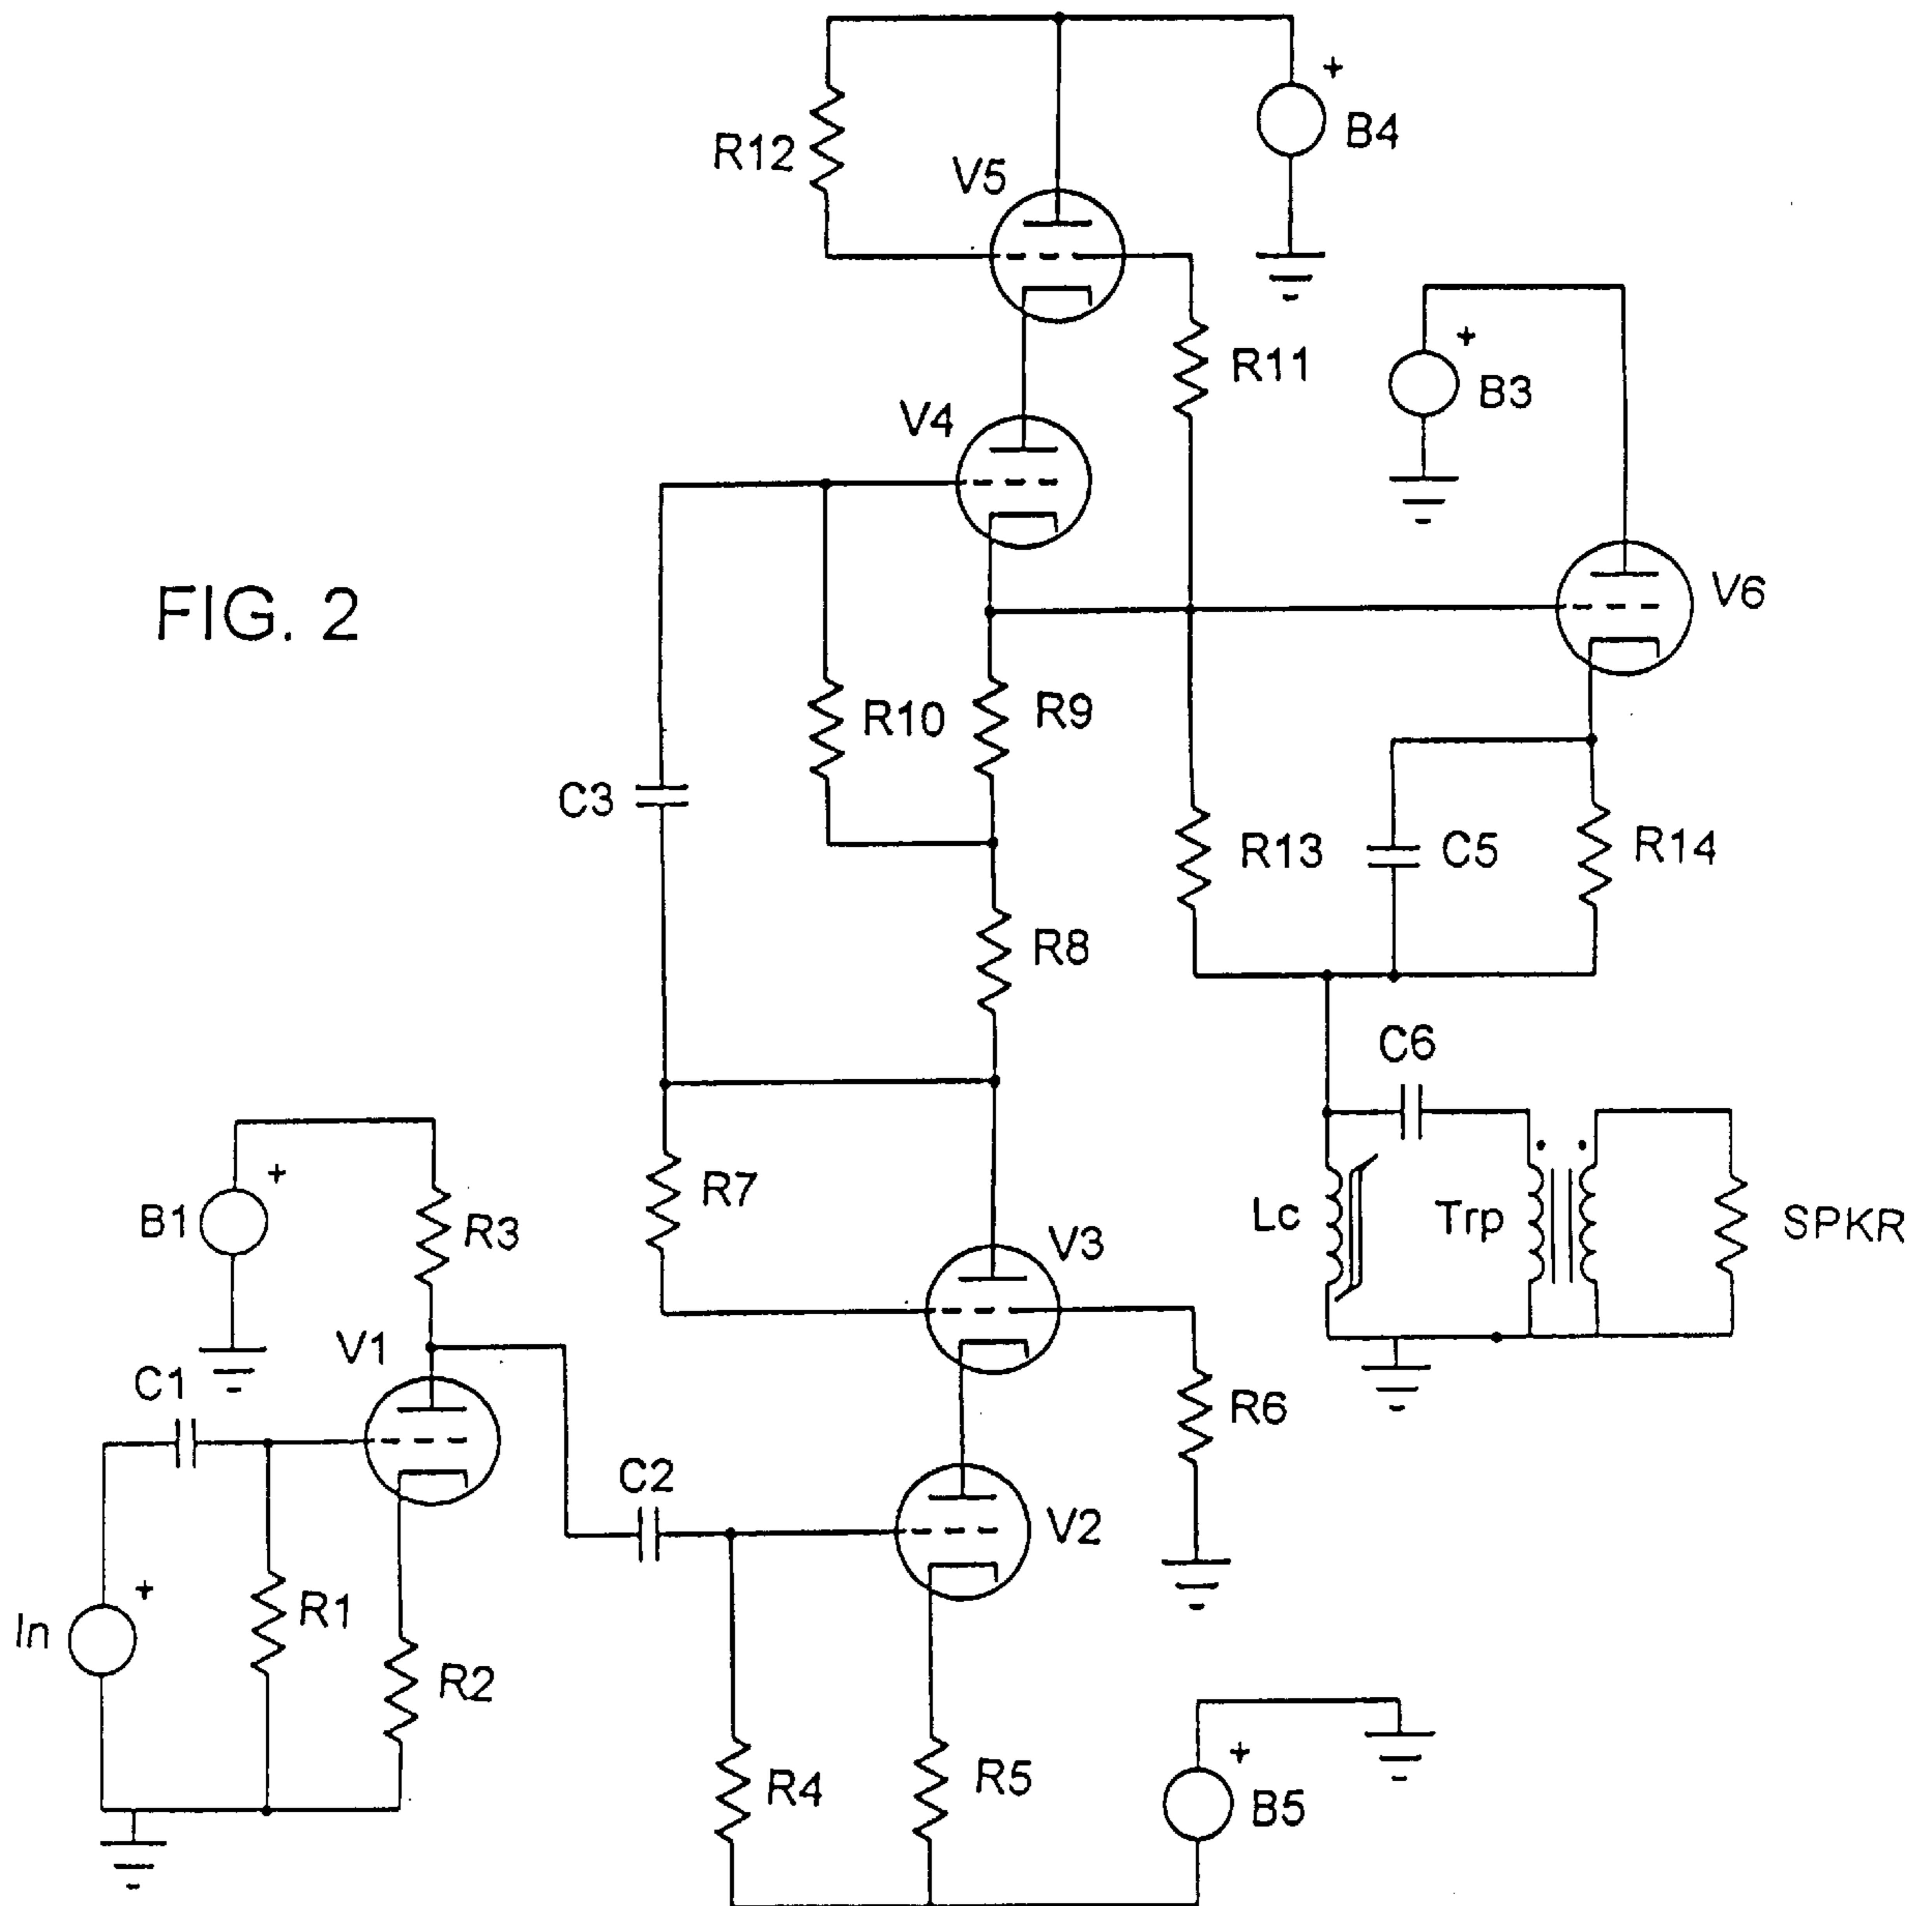 +
B4
R12
V5
+
R11
B3
V4
V6
FIG. 2
R10
R9
C3
R13
C5
R14
R8
C6
R7
+
B1
R3
Lc
Trp
SPKR
V3
V1
C1
R6
C2
V2
+
In
R1
R2
+
R4
R5
B5